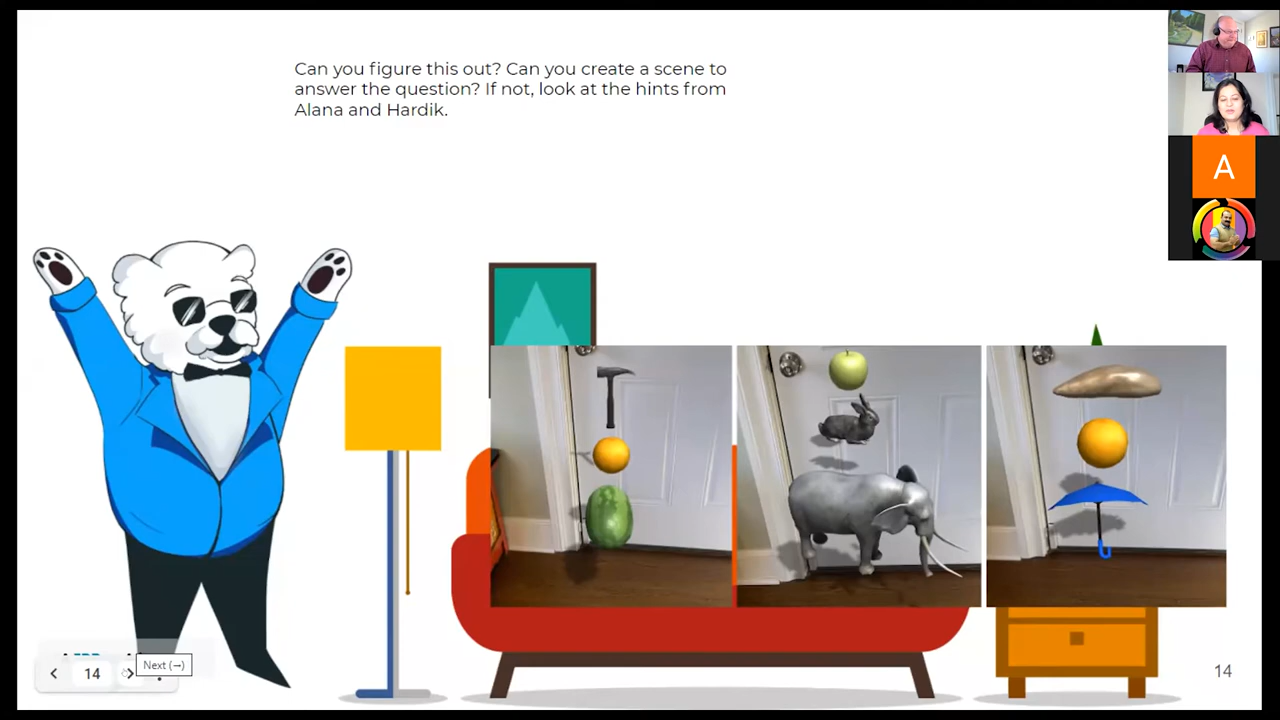 Can you figure this out? Can you create a scene to
answer the question? If not, look at the hints from
Alana and Hardik.
A
14
Next (→)
14